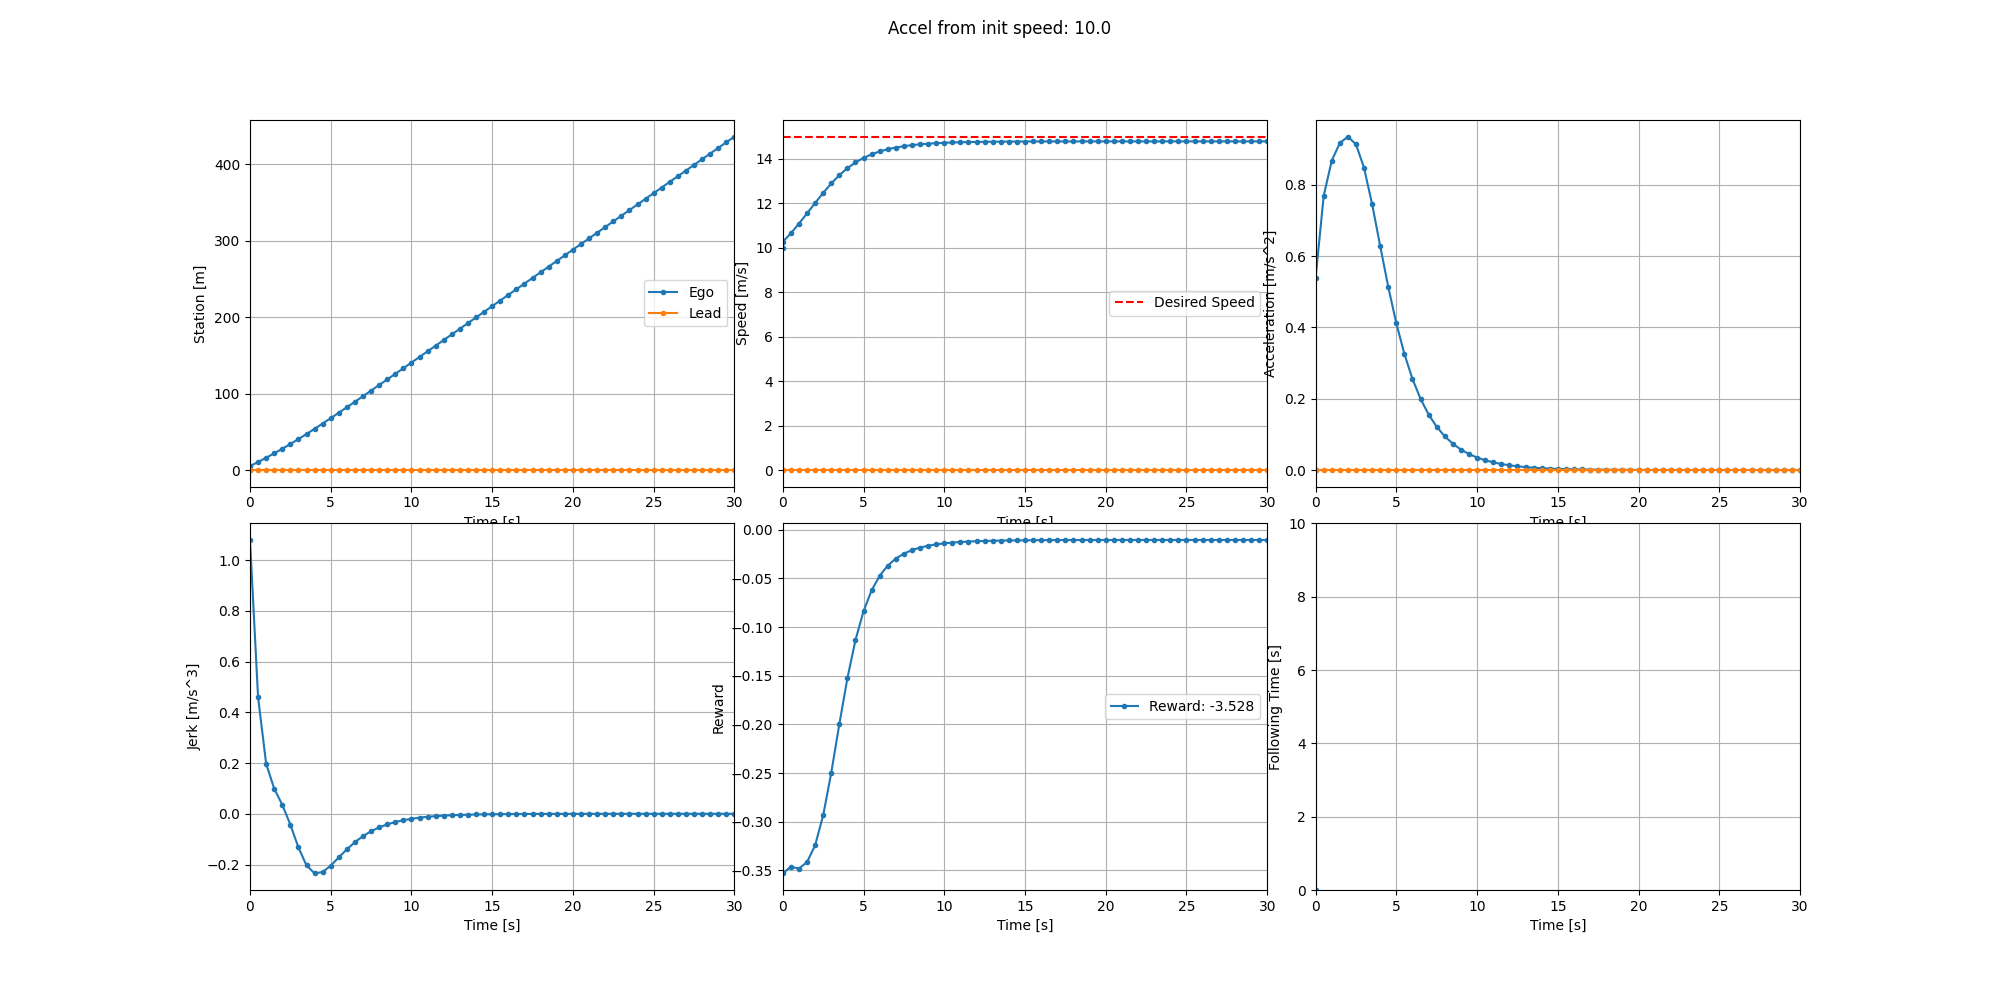 Accel from init speed: 10.0
Station [m]
400
300
200
100
0
Ego
Lead
0 5 10 15 20 25 30
Time [s]
Speed [m/s]
14
12
10
8
6
4
2
0
Desired Speed
0 5 10 15 20 25 30
Time [s]
Acceleration [m/s^2]
0.8
0.6
0.4
0.2
0.0
0 5 10 15 20 25 30
Time [s]
Jerk [m/s^3]
1.0
0.8
0.6
0.4
0.2
0.0
−0.2
0 5 10 15 20 25 30
Time [s]
Reward
0.00
−0.05
−0.10
−0.15
−0.20
−0.25
−0.30
−0.35
Reward: -3.528
0 5 10 15 20 25 30
Time [s]
Following Time [s]
10
8
6
4
2
0
0 5 10 15 20 25 30
Time [s]